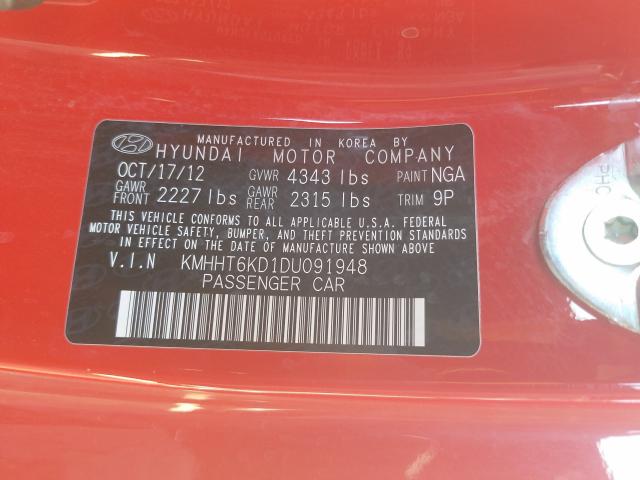 MANUFACTURED IN KOREA BY
HYUNDAI MOTOR COMPANY
OCT/17/12 GVWR 4343 lbs PAINT NGA
GAWR FRONT 2227 lbs GAWR REAR 2315 lbs TRIM 9P
THIS VEHICLE CONFORMS TO ALL APPLICABLE U.S.A. FEDERAL
MOTOR VEHICLE SAFETY, BUMPER, AND THEFT PREVENTION STANDARDS
IN EFFECT ON THE DATE OF MANUFACTURE SHOWN ABOVE
V.I.N KMHHT6KD1DU091948
PASSENGER CAR
PHC